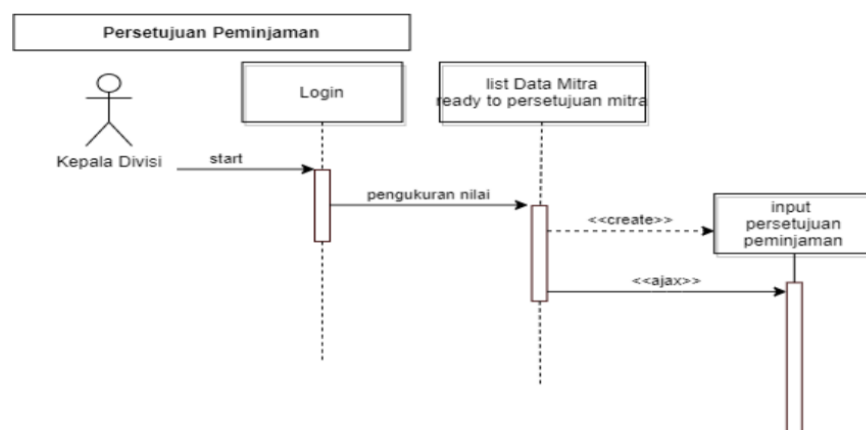 Persetujuan Peminjaman
Login
list Data Mitra
ready to persetujuan mitra
Kepala Divisi
start
pengukuran nilai
<<create>>
input
persetujuan
peminjaman
<<ajax>>